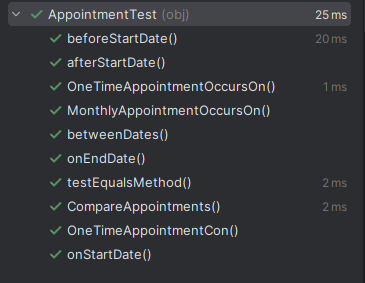 AppointmentTest (obj) 25 ms
beforeStartDate() 20 ms
afterStartDate()
OneTimeAppointmentOccursOn() 1 ms
MonthlyAppointmentOccursOn()
betweenDates()
onEndDate()
testEqualsMethod() 2 ms
CompareAppointments() 2 ms
OneTimeAppointmentCon()
onStartDate()